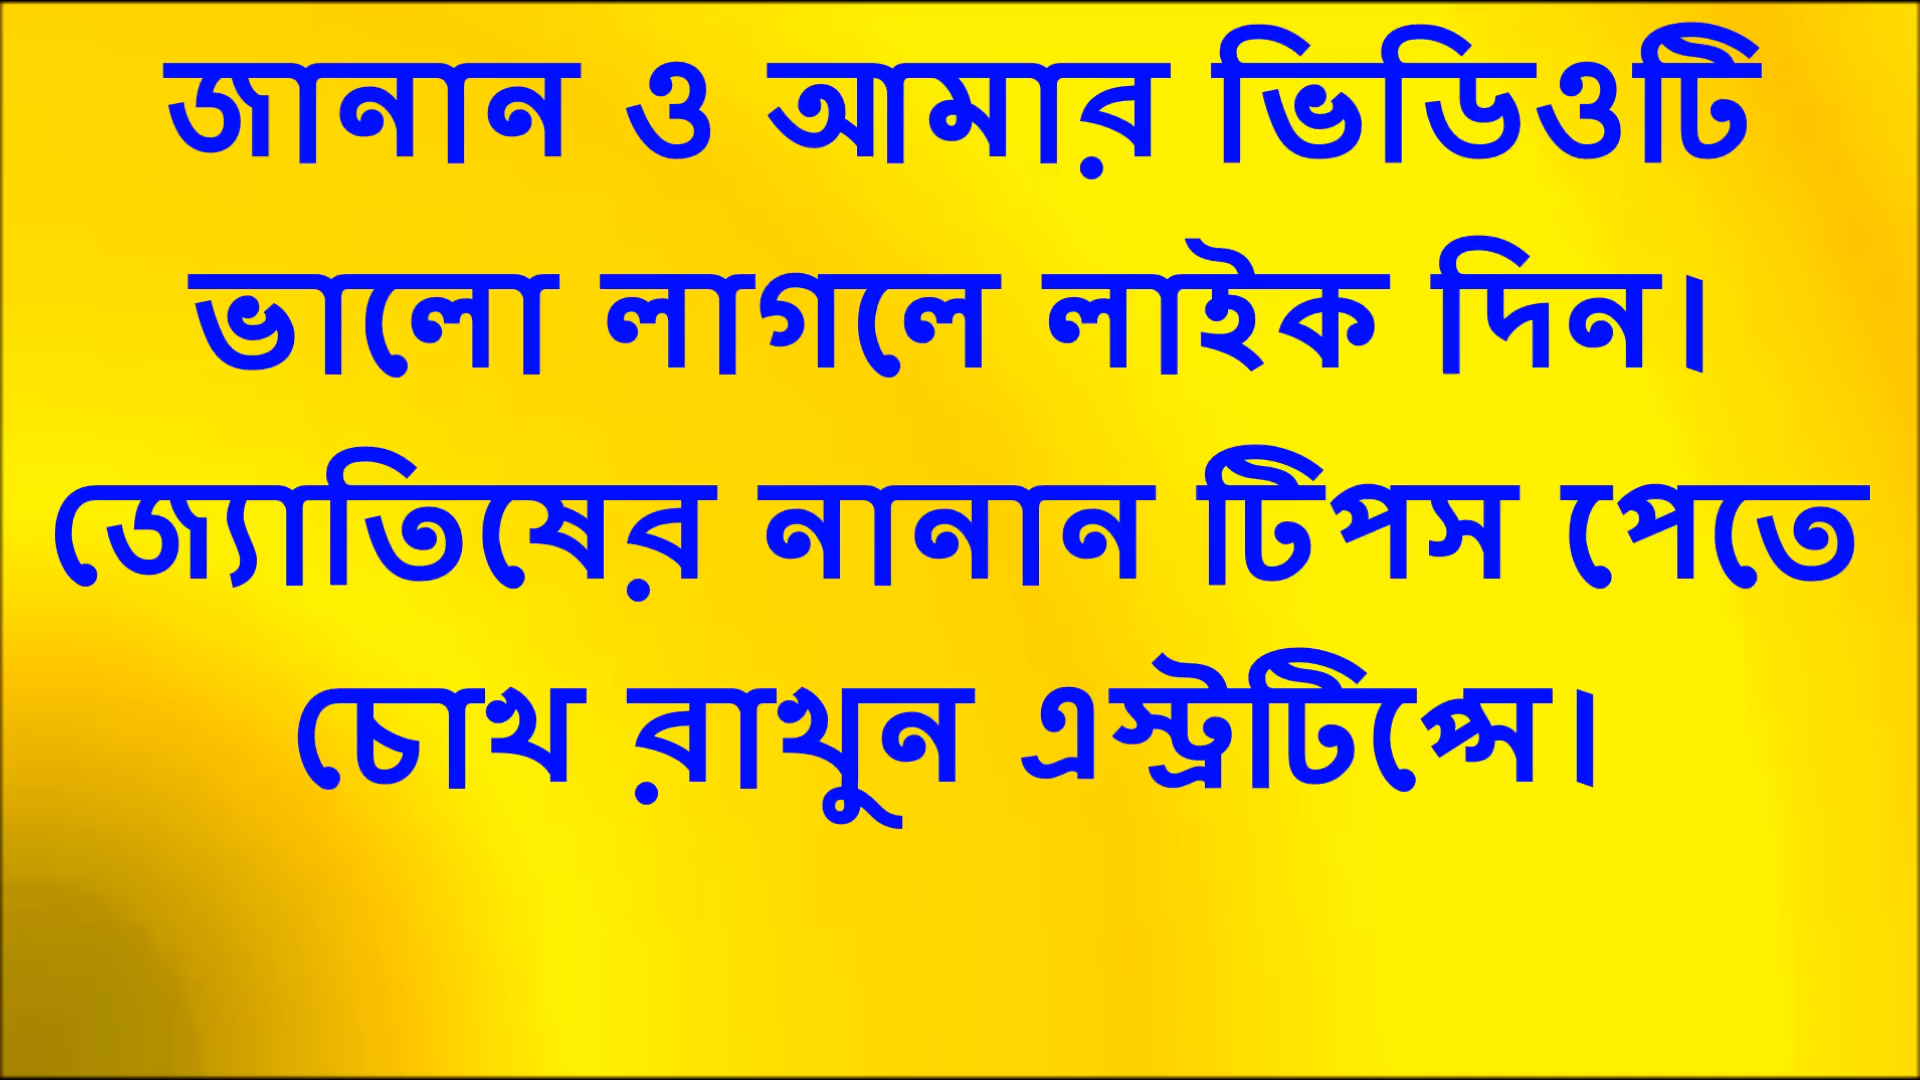 জানান ও আমার ভিডিওটি
ভালো লাগলে লাইক দিন।
জ্যোতিষের নানান টিপস পেতে
চোখ রাখুন এস্ট্রটিপ্সে।